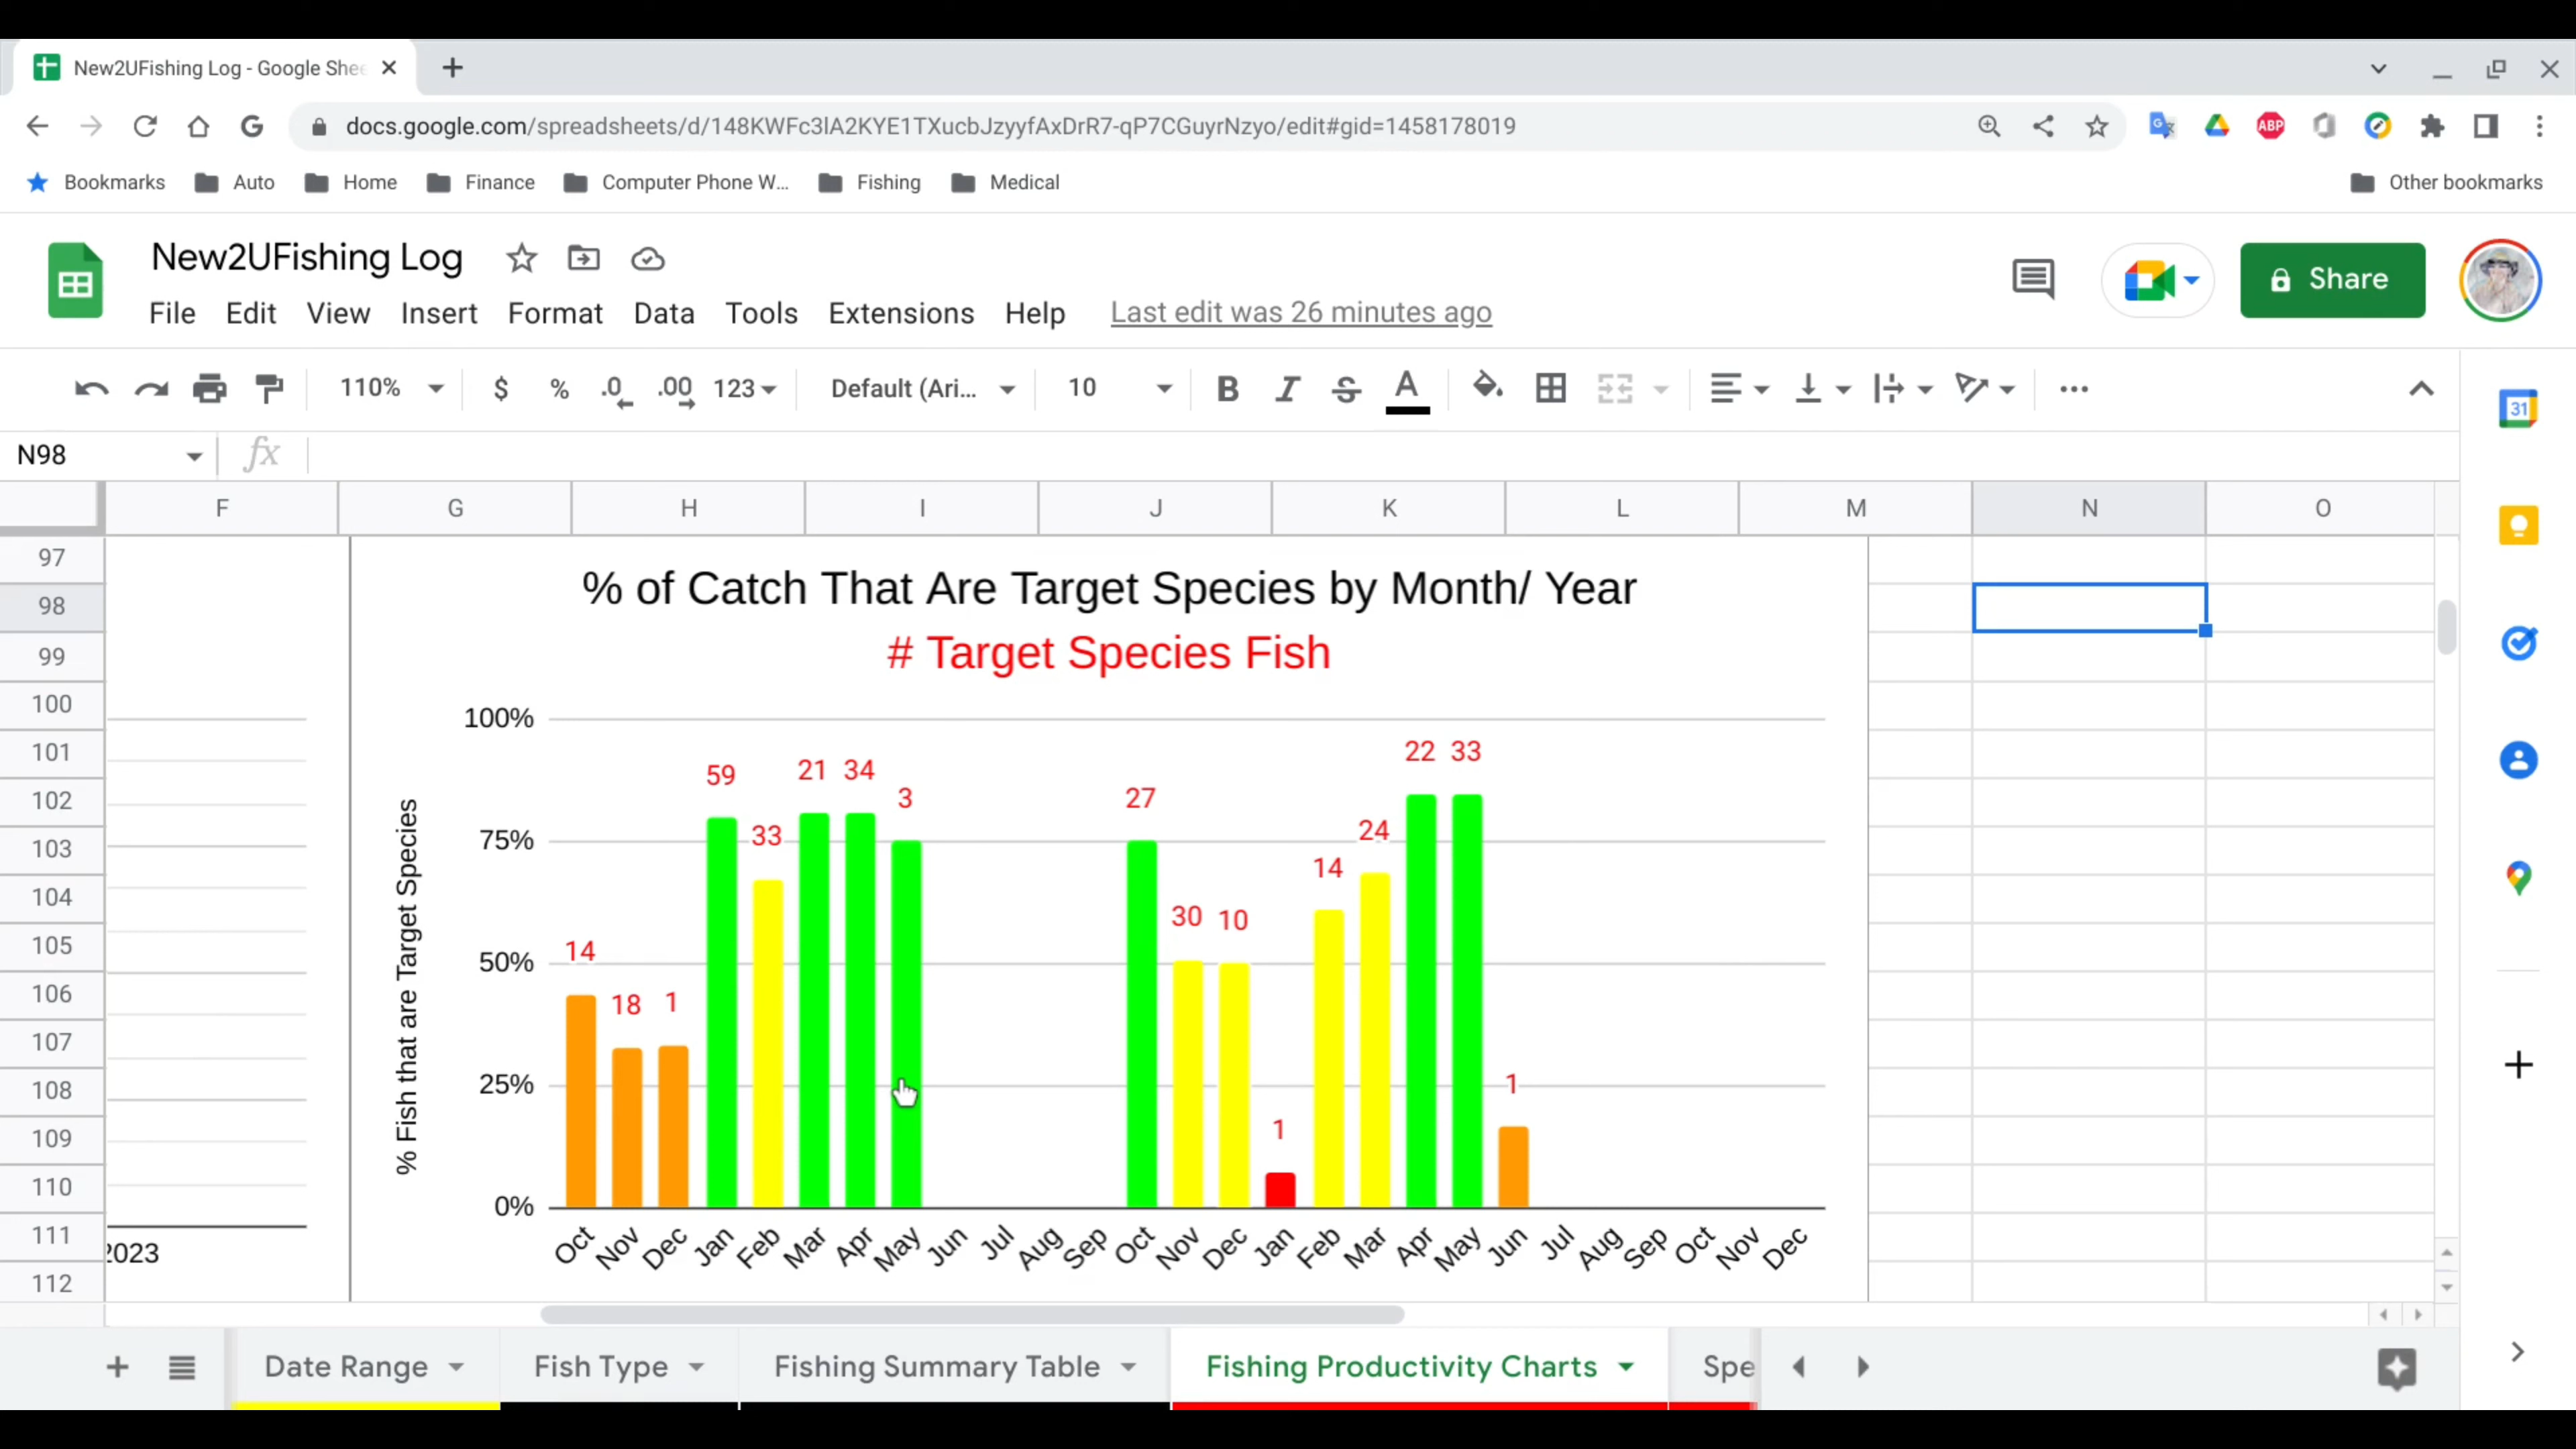 New2UFishing Log - Google Shee
docs.google.com/spreadsheets/d/148KWFc3lA2KYE1TXucbJzyyfAxDrR7-qP7CGuyrNzyo/edit#gid=1458178019
ABP
Bookmarks Auto Home Finance Computer Phone W... Fishing Medical Other bookmarks
New2UFishing Log
File Edit View Insert Format Data Tools Extensions Help Last edit was 26 minutes ago
Share
110% $ % .0 .00 123 Default (Ari... 10 B I S A
31
N98 fx
F G H I J K L M N O
97
98
99
100
101
102
103
104
105
106
107
108
109
110
111
112
2023
% of Catch That Are Target Species by Month/ Year
# Target Species Fish
% Fish that are Target Species
100%
75%
50%
25%
0%
14 18 1 59 33 21 34 3 27 30 10 1 14 24 22 33 1
Oct Nov Dec Jan Feb Mar Apr May Jun Jul Aug Sep Oct Nov Dec Jan Feb Mar Apr May Jun Jul Aug Sep Oct Nov Dec
Date Range Fish Type Fishing Summary Table Fishing Productivity Charts Spe